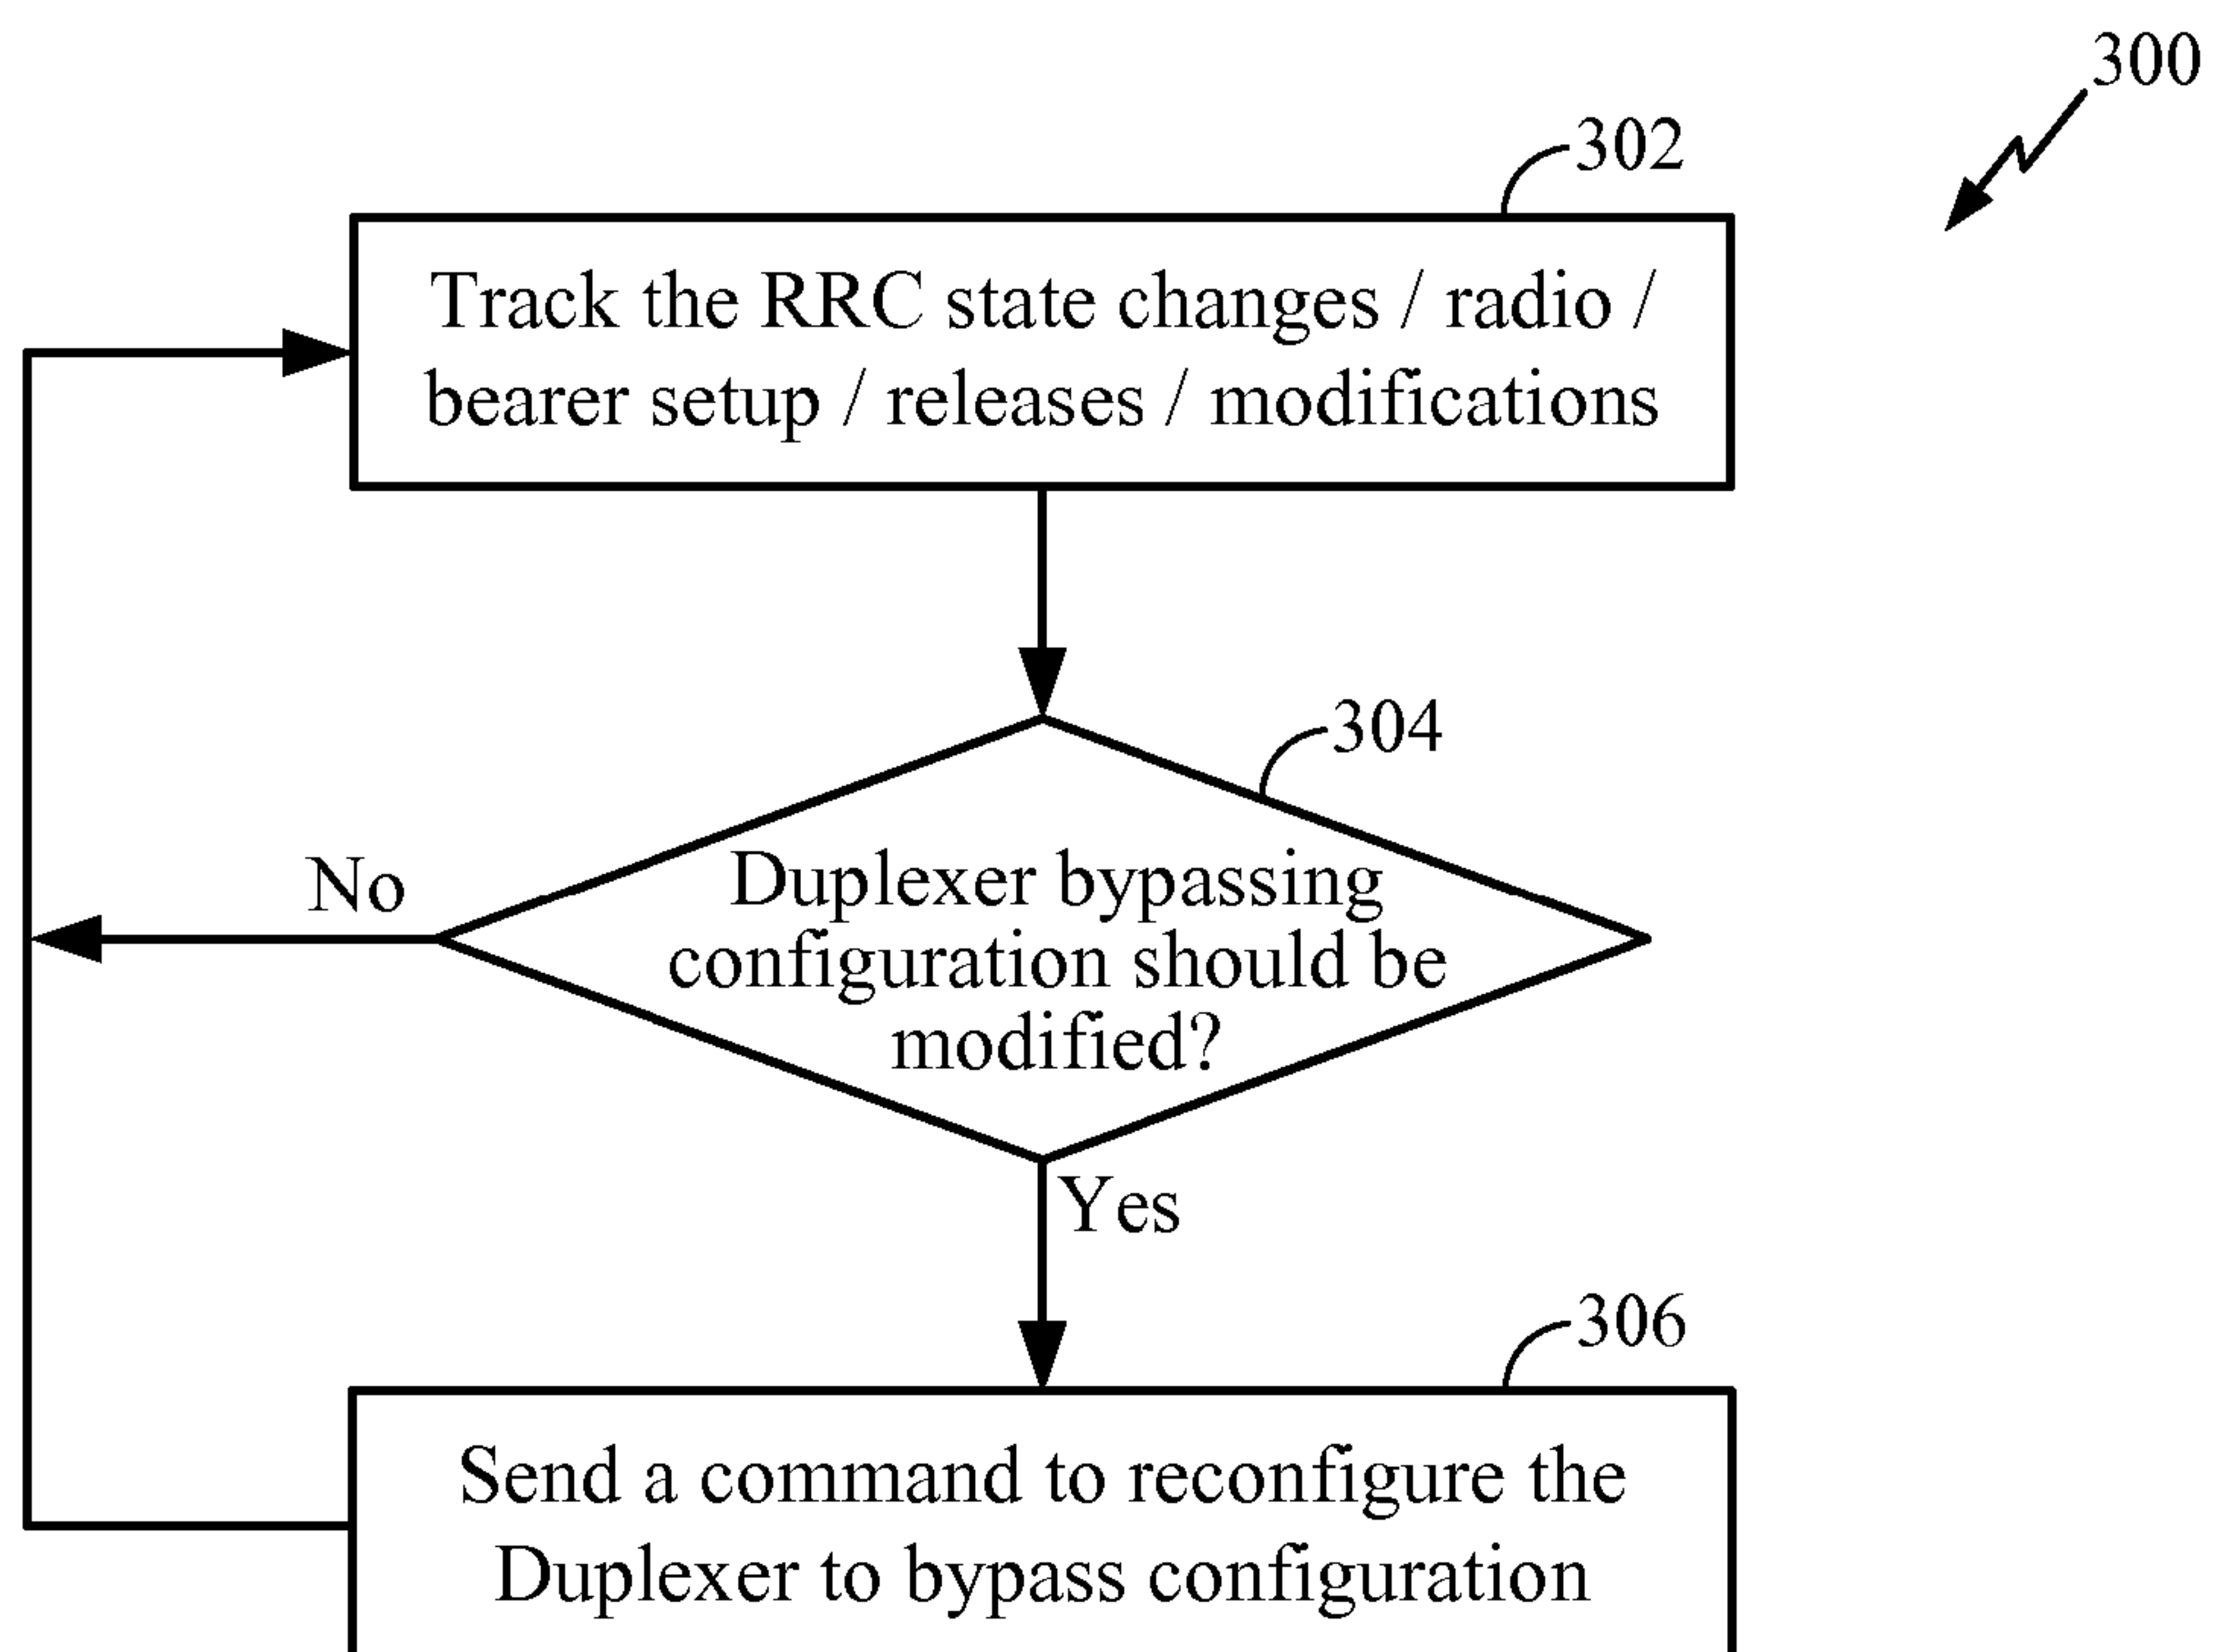 300
302
Track the RRC state changes / radio /
bearer setup / releases / modifications
304
Duplexer bypassing
configuration should be
modified?
No
Yes
306
Send a command to reconfigure the
Duplexer to bypass configuration